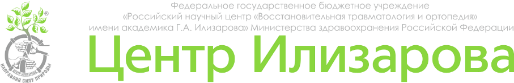 Федеральное государственное бюджетное учреждение
«Российский научный центр «Восстановительная травматология и ортопедия»
имени академика Г.А. Илизарова» Министерства здравоохранения Российской Федерации
Центр Илизарова